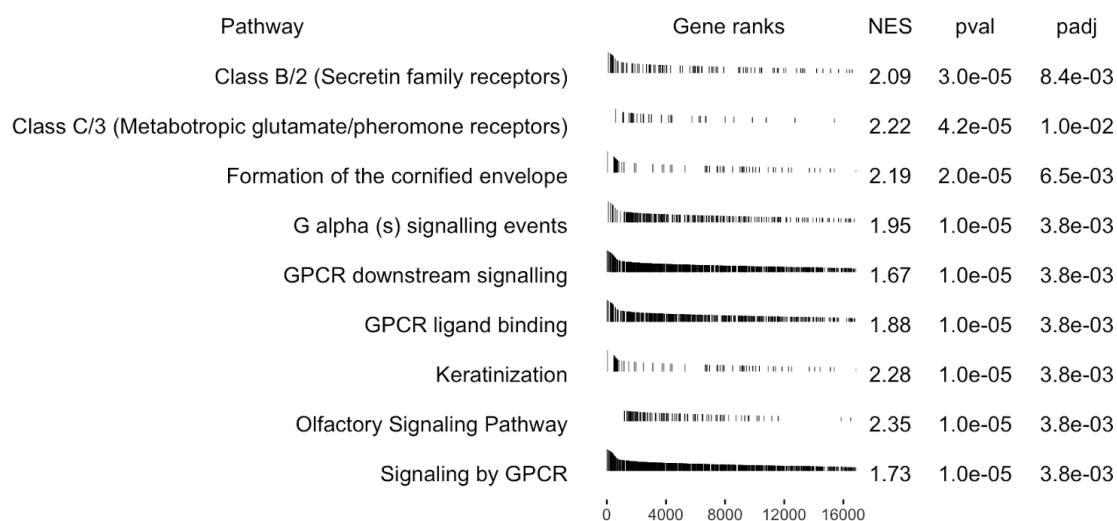 Pathway Gene ranks NES pval padj
Class B/2 (Secretin family receptors) 2.09 3.0e-05 8.4e-03
Class C/3 (Metabotropic glutamate/pheromone receptors) 2.22 4.2e-05 1.0e-02
Formation of the cornified envelope 2.19 2.0e-05 6.5e-03
G alpha (s) signalling events 1.95 1.0e-05 3.8e-03
GPCR downstream signalling 1.67 1.0e-05 3.8e-03
GPCR ligand binding 1.88 1.0e-05 3.8e-03
Keratinization 2.28 1.0e-05 3.8e-03
Olfactory Signaling Pathway 2.35 1.0e-05 3.8e-03
Signaling by GPCR 1.73 1.0e-05 3.8e-03
0 4000 8000 12000 16000